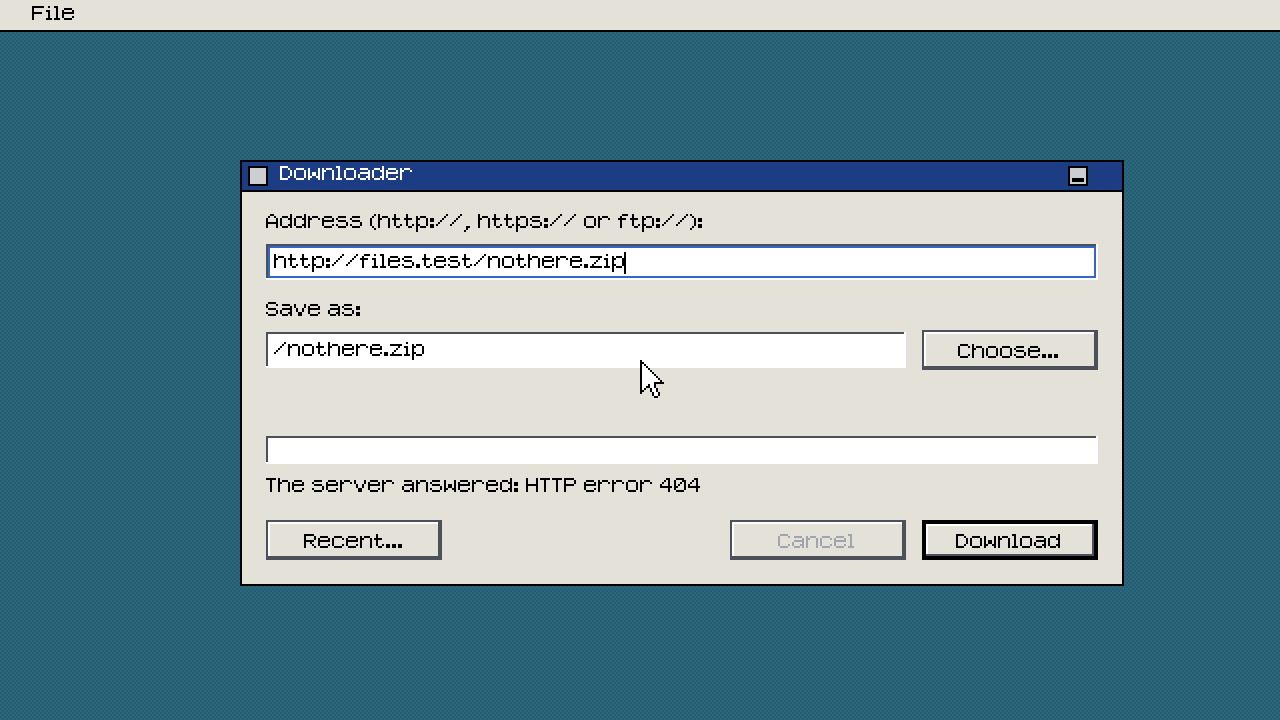 File
Downloader
Address (http://, https:// or ftp://):
http://files.test/nothere.zip
Save as:
/nothere.zip
Choose...
The server answered: HTTP error 404
Recent...
Cancel
Download